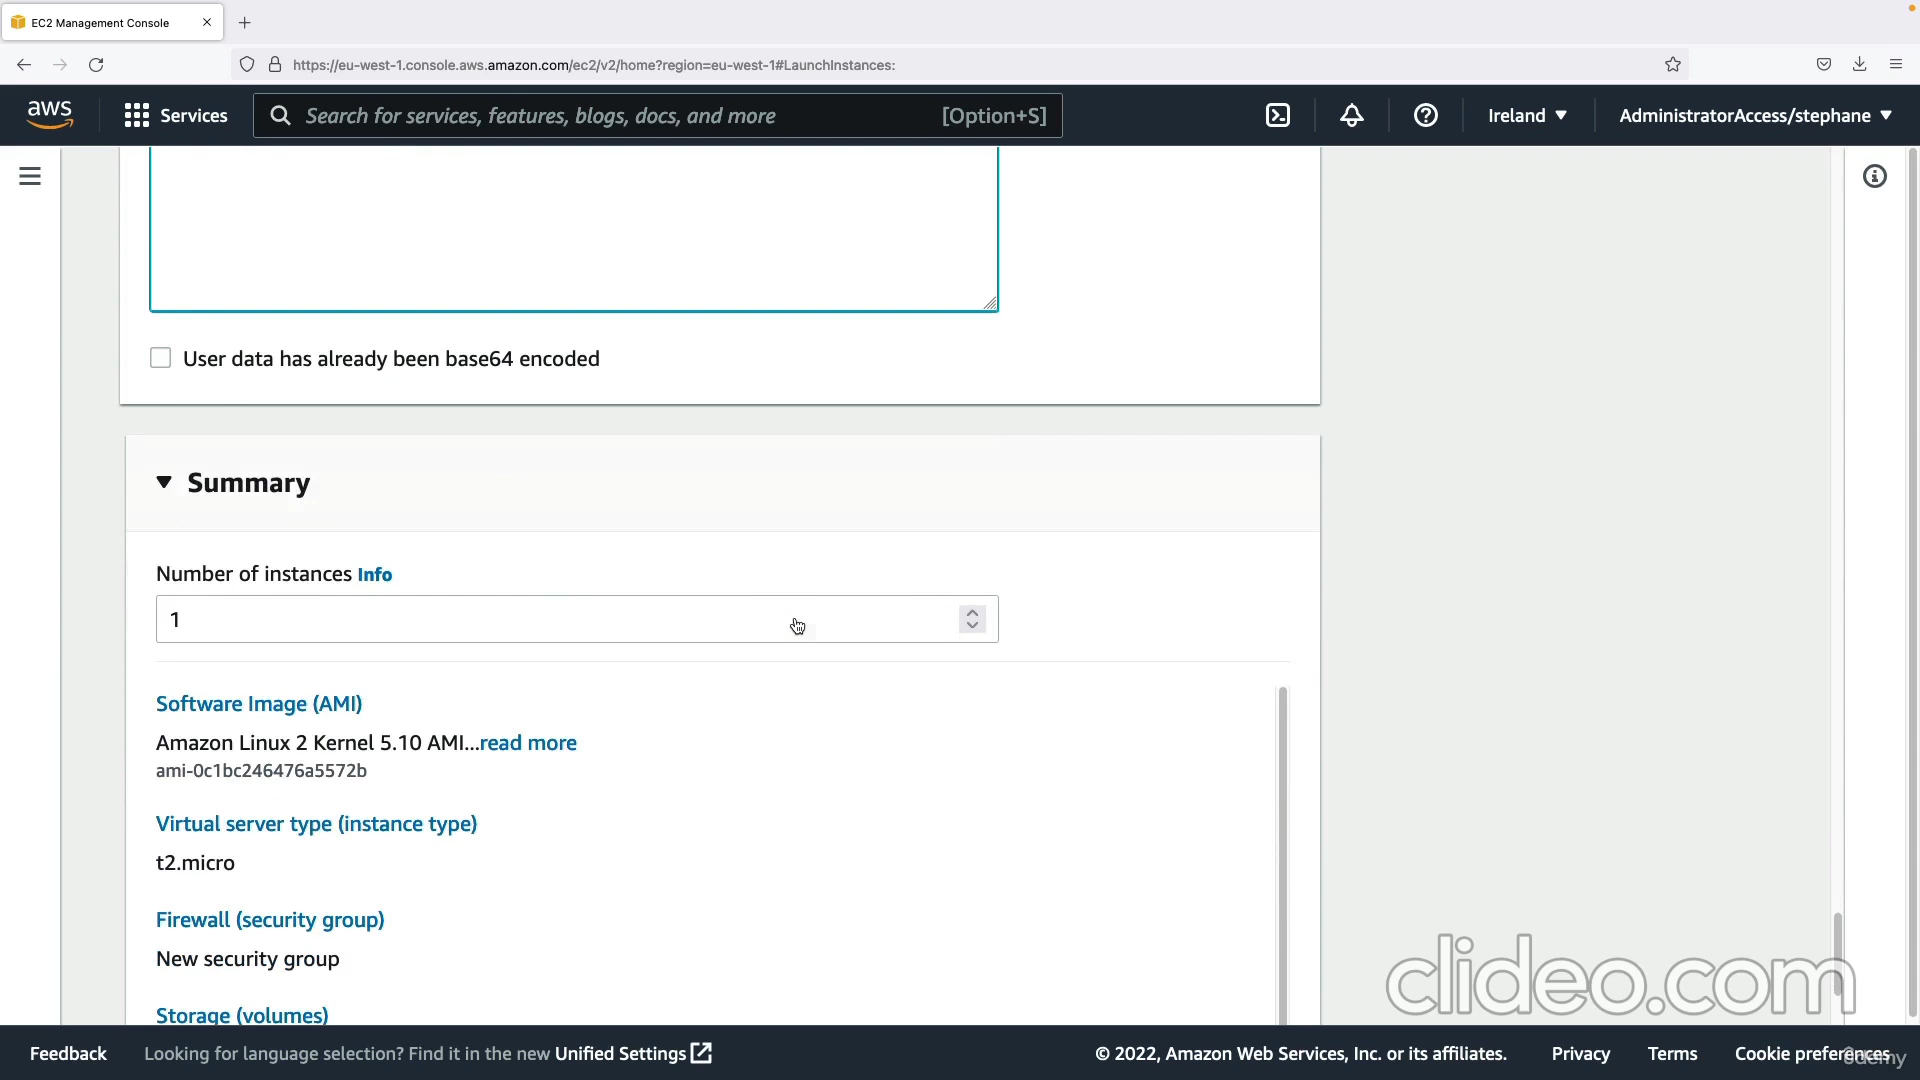 EC2 Management Console
https://eu-west-1.console.aws.amazon.com/ec2/v2/home?region=eu-west-1#LaunchInstances:
aws
Services
Search for services, features, blogs, docs, and more
[Option+S]
Ireland
AdministratorAccess/stephane
User data has already been base64 encoded
Summary
Number of instances Info
1
Software Image (AMI)
Amazon Linux 2 Kernel 5.10 AMI...read more
ami-0c1bc246476a5572b
Virtual server type (instance type)
t2.micro
Firewall (security group)
New security group
Storage (volumes)
clideo.com
Feedback
Looking for language selection? Find it in the new Unified Settings
© 2022, Amazon Web Services, Inc. or its affiliates.
Privacy
Terms
Cookie preferences
ûdemy